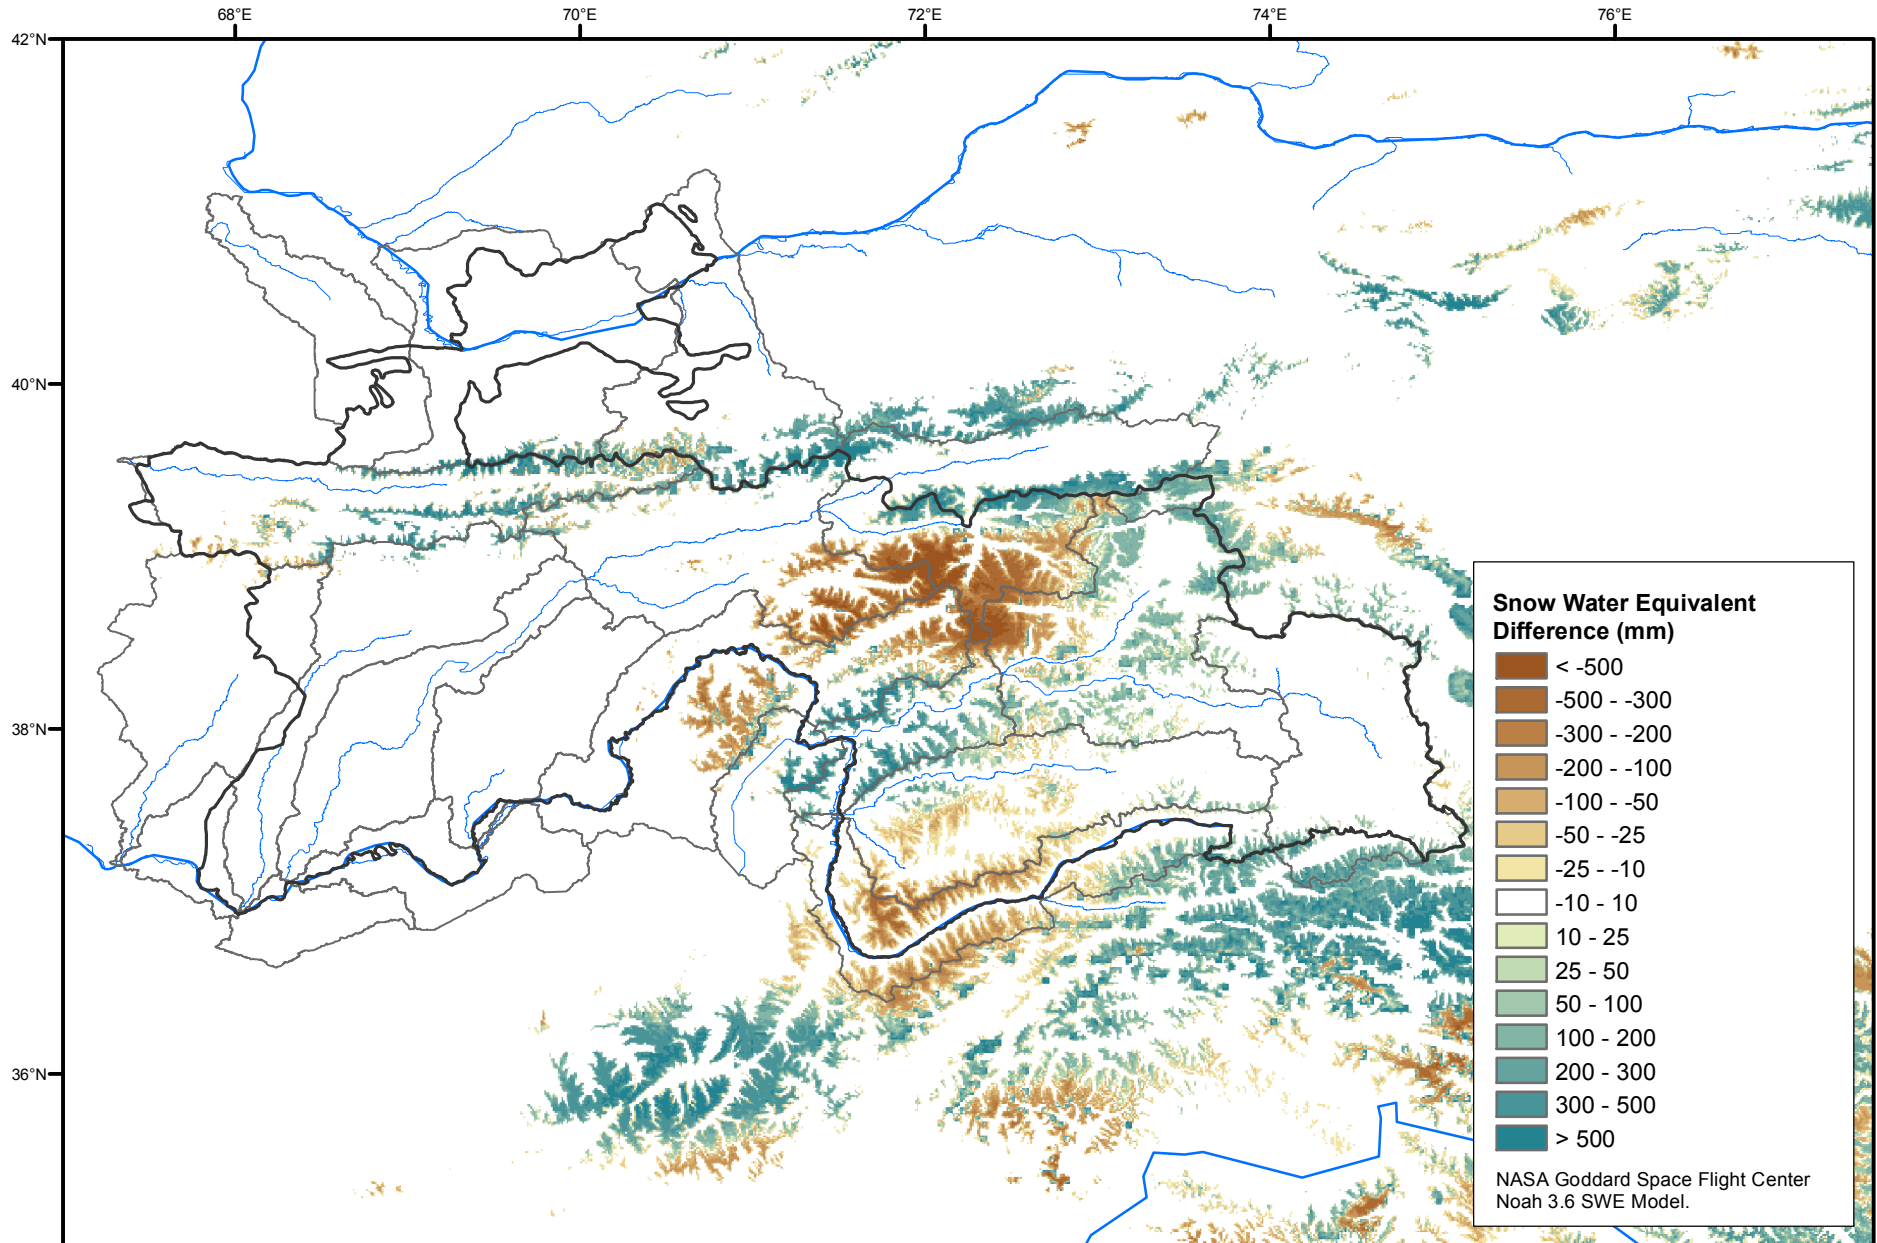 68°E 70°E 72°E 74°E 76°E
42°N
40°N
38°N
36°N
Snow Water Equivalent
Difference (mm)
< -500
-500 - -300
-300 - -200
-200 - -100
-100 - -50
-50 - -25
-25 - -10
-10 - 10
10 - 25
25 - 50
50 - 100
100 - 200
200 - 300
300 - 500
> 500
NASA Goddard Space Flight Center
Noah 3.6 SWE Model.